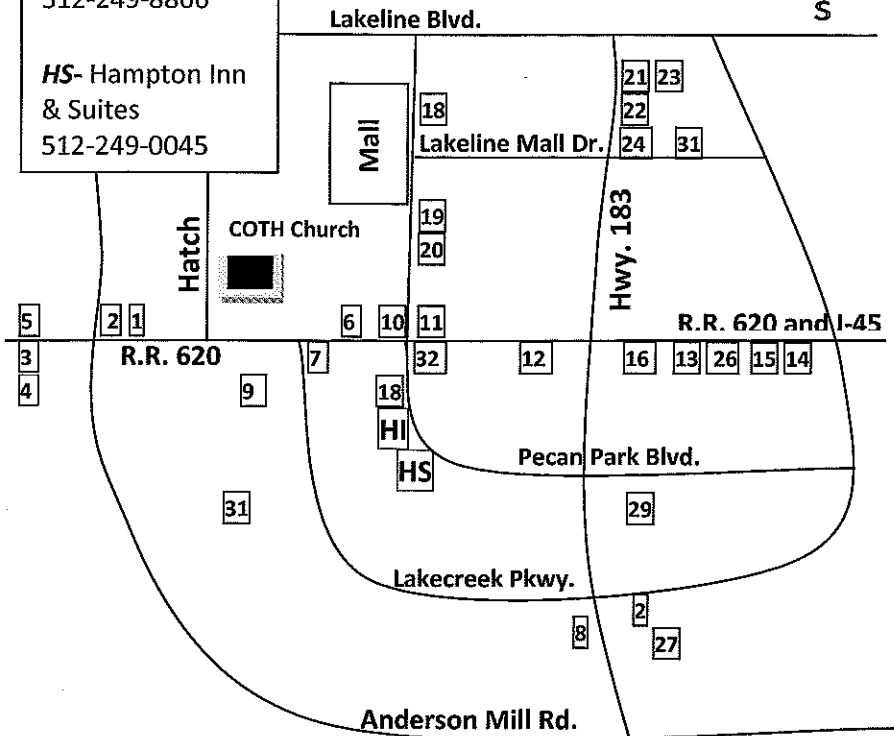 512-249-8806
HS- Hampton Inn
& Suites
512-249-0045
Lakeline Blvd.
S
21 23
22
18
Mall
Lakeline Mall Dr. 24 31
19
Hatch
COTH Church
20
Hwy. 183
5 2 1 6 10 11
R.R. 620 and I-45
3 R.R. 620 7 32 12 16 13 26 15 14
4 9 18
HI
HS
Pecan Park Blvd.
31 29
Lakecreek Pkwy.
2
8 27
Anderson Mill Rd.